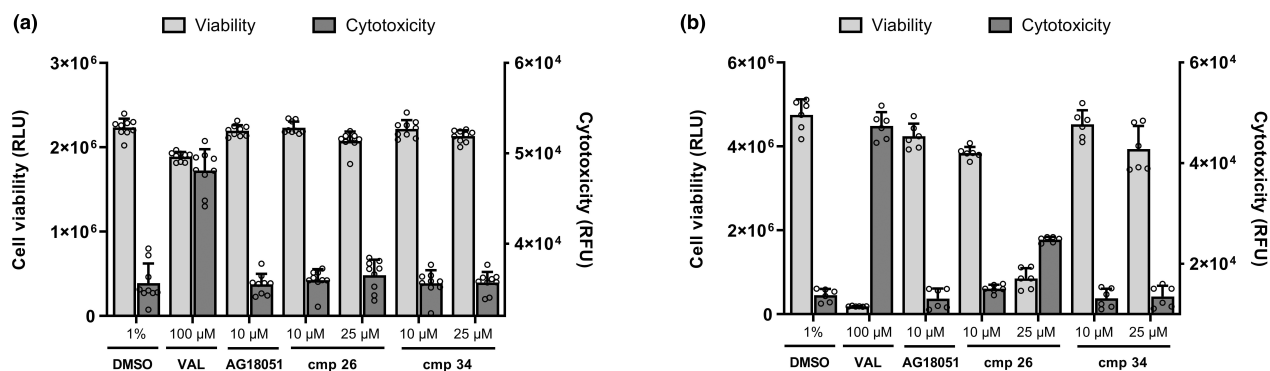 (a)
Viability
Cytotoxicity
3×10⁶
2×10⁶
1×10⁶
0
Cell viability (RLU)
6×10⁴
5×10⁴
4×10⁴
Cytotoxicity (RFU)
1% 100 µM 10 µM 10 µM 25 µM 10 µM 25 µM
DMSO VAL AG18051 cmp 26 cmp 34
(b)
Viability
Cytotoxicity
6×10⁶
4×10⁶
2×10⁶
0
Cell viability (RLU)
6×10⁴
4×10⁴
2×10⁴
Cytotoxicity (RFU)
1% 100 µM 10 µM 10 µM 25 µM 10 µM 25 µM
DMSO VAL AG18051 cmp 26 cmp 34